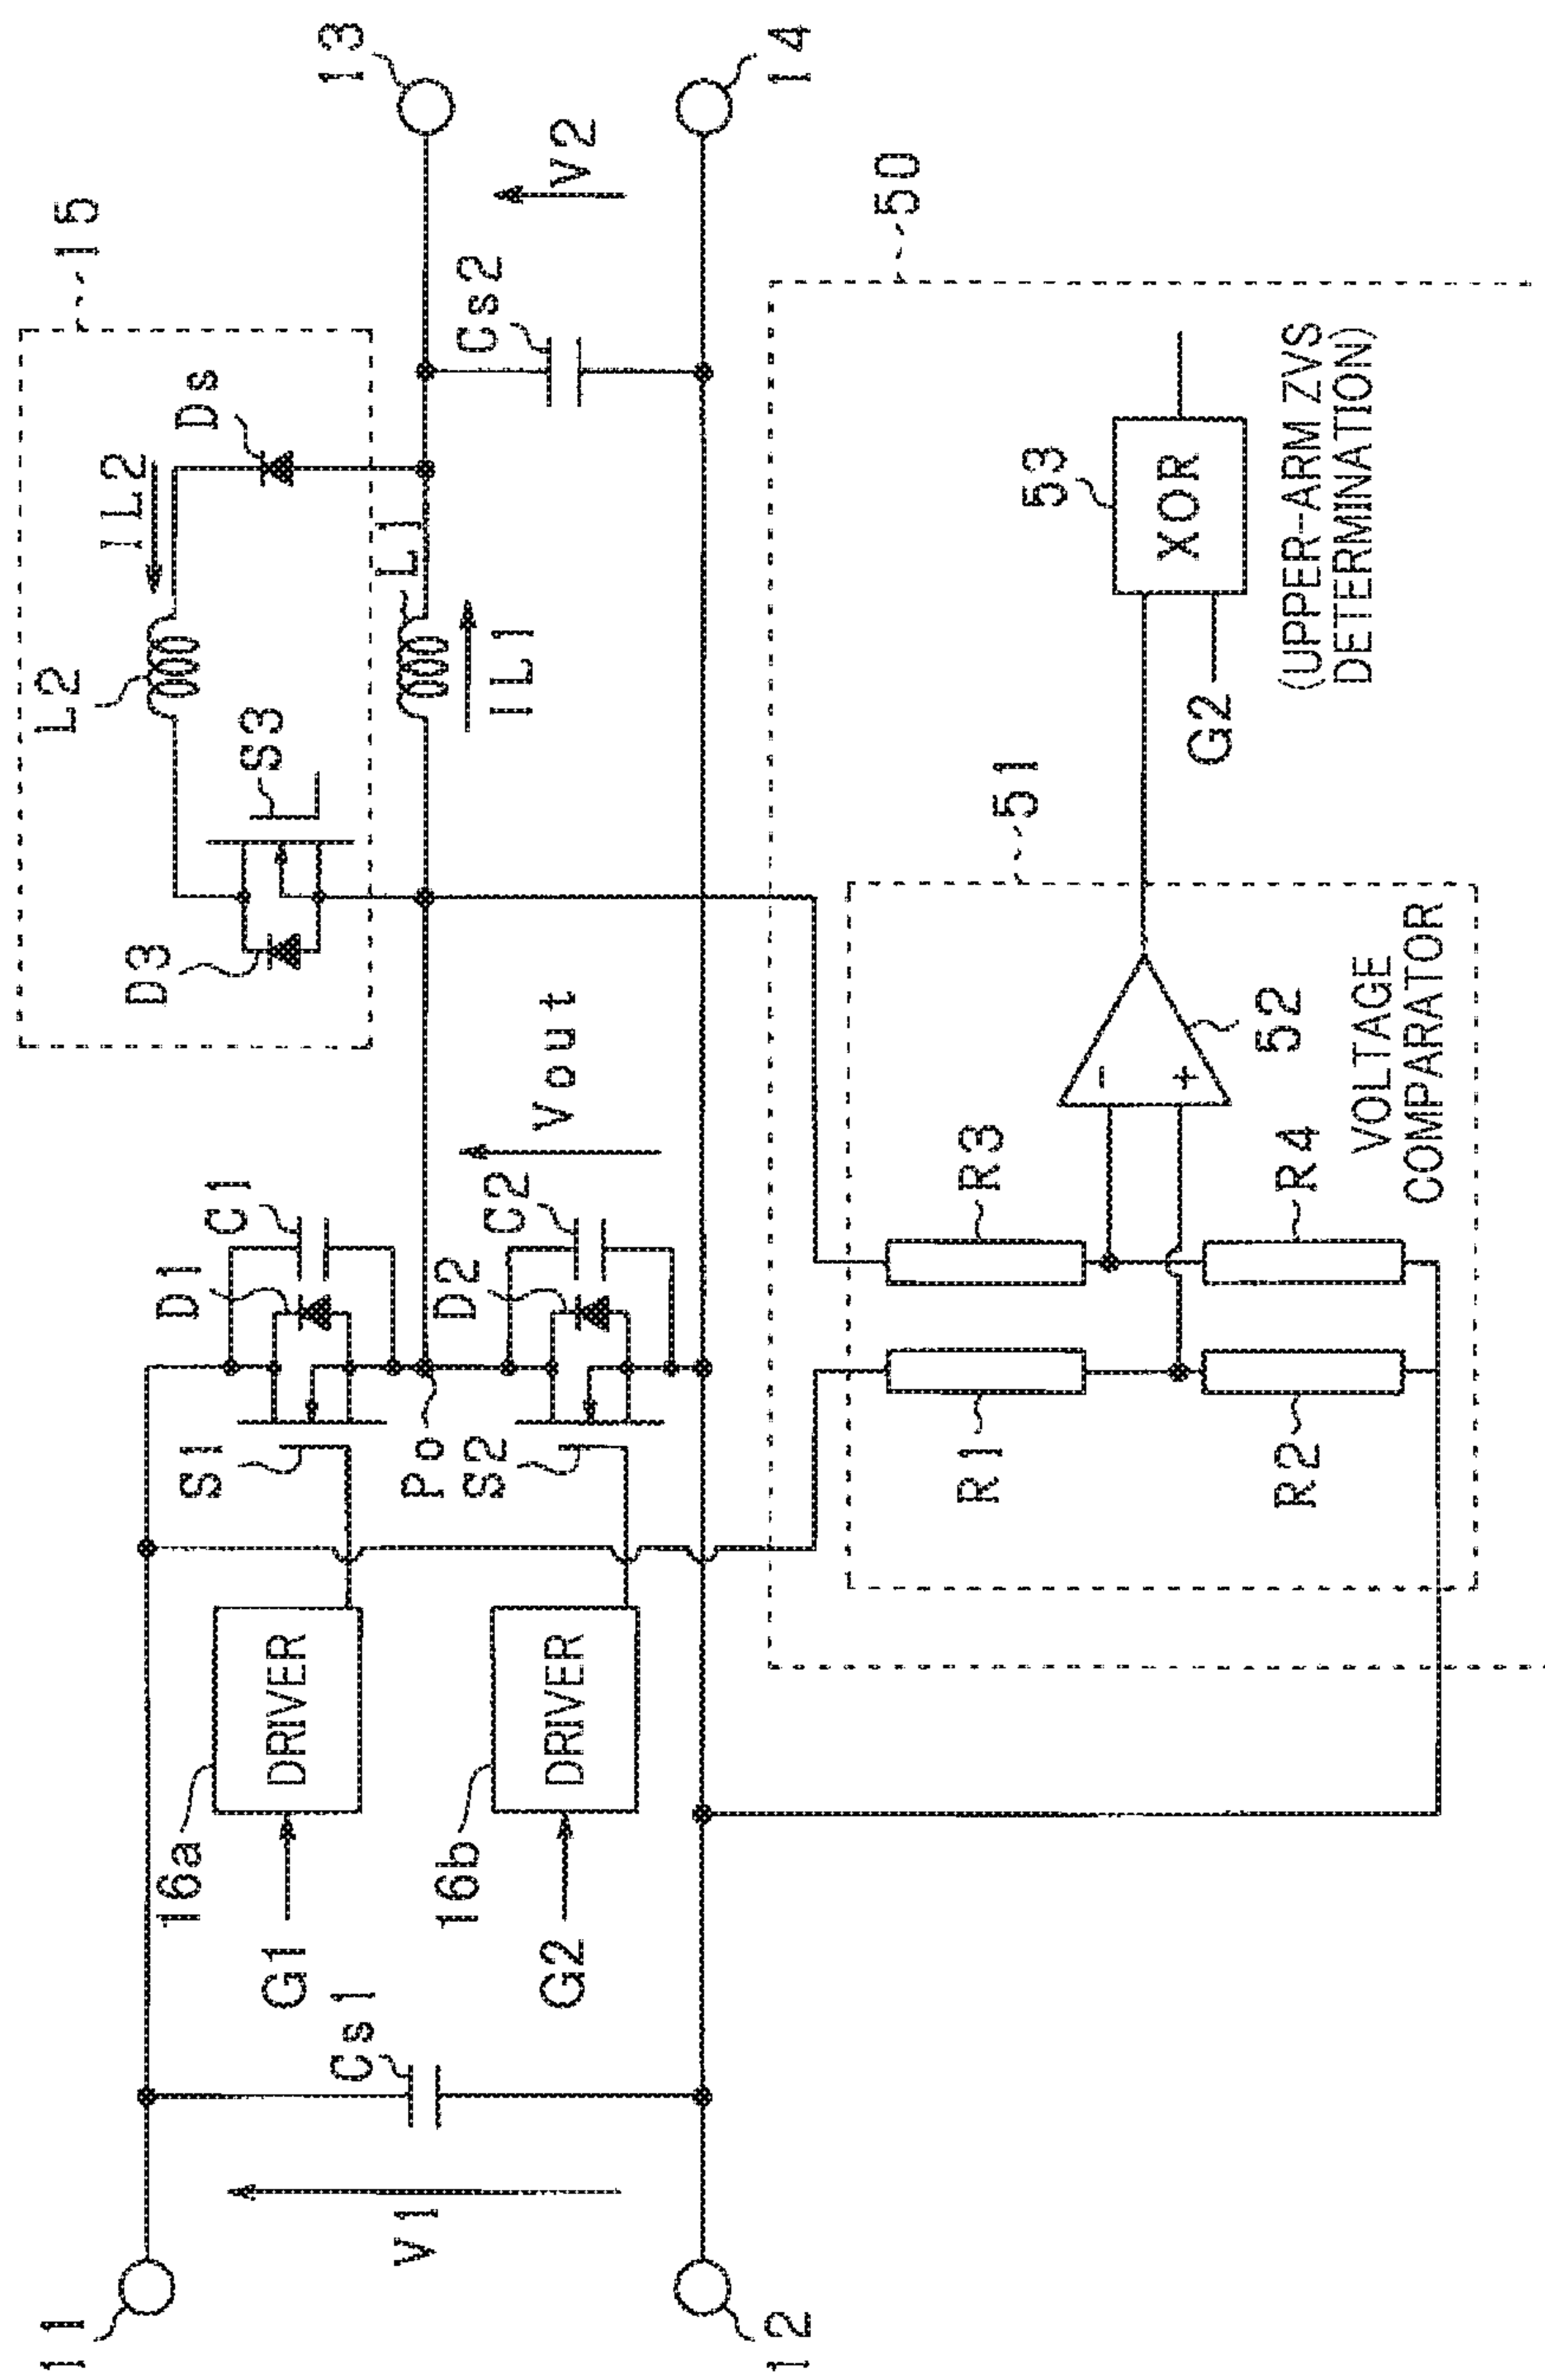 15
IL2
Ds
L2
S3
D3
13
L1
IL1
Cs2
V2
14
11
V1
12
Cs1
G1
16a
DRIVER
G2
16b
DRIVER
S1
D1
C1
Po
S2
D2
C2
Vout
50
51
R1
R3
R2
R4
-
+
52
VOLTAGE
COMPARATOR
53
XOR
G2
(UPPER-ARM ZVS
DETERMINATION)